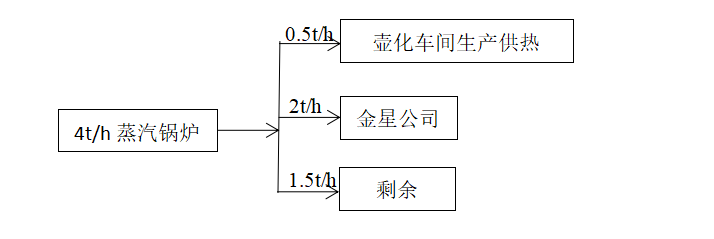 0.5t/h
壶化车间生产供热
2t/h
金星公司
4t/h 蒸汽锅炉
1.5t/h
剩余